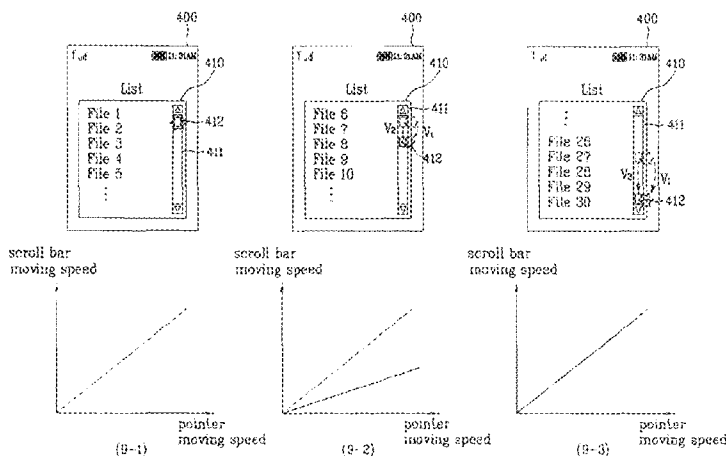 400
11:31AM
410
List
File 1
File 2
File 3
File 4
File 5
412
411
scroll bar
moving speed
pointer
moving speed
(9-1)
400
11:31AM
410
List
File 6
File 7
File 8
File 9
File 10
411
V₂
V₁
412
scroll bar
moving speed
pointer
moving speed
(9-2)
400
410
List
File 26
File 27
File 28
File 29
File 30
411
V₂
V₁
412
scroll bar
moving speed
pointer
moving speed
(9-3)